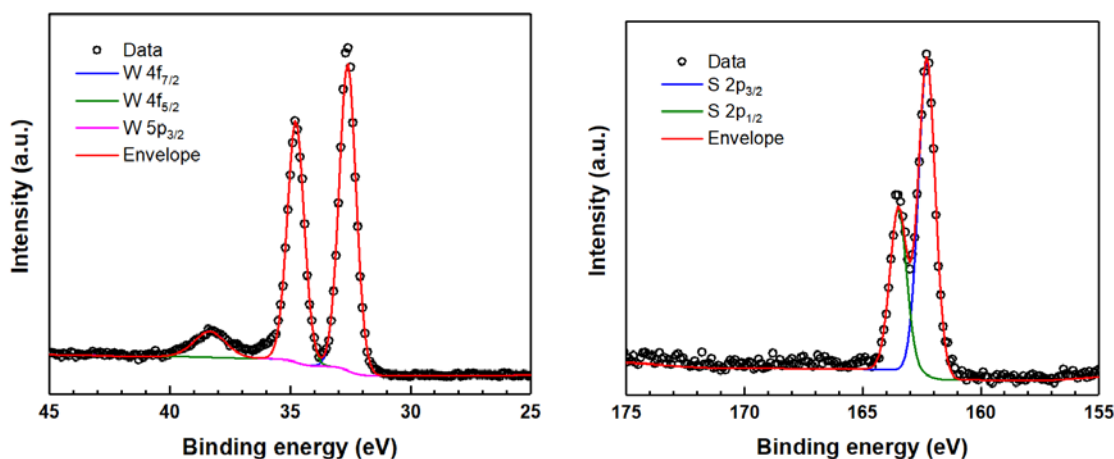 Intensity (a.u.)
Data
W 4f7/2
W 4f5/2
W 5p3/2
Envelope
45 40 35 30 25
Binding energy (eV)
Intensity (a.u.)
Data
S 2p3/2
S 2p1/2
Envelope
175 170 165 160 155
Binding energy (eV)